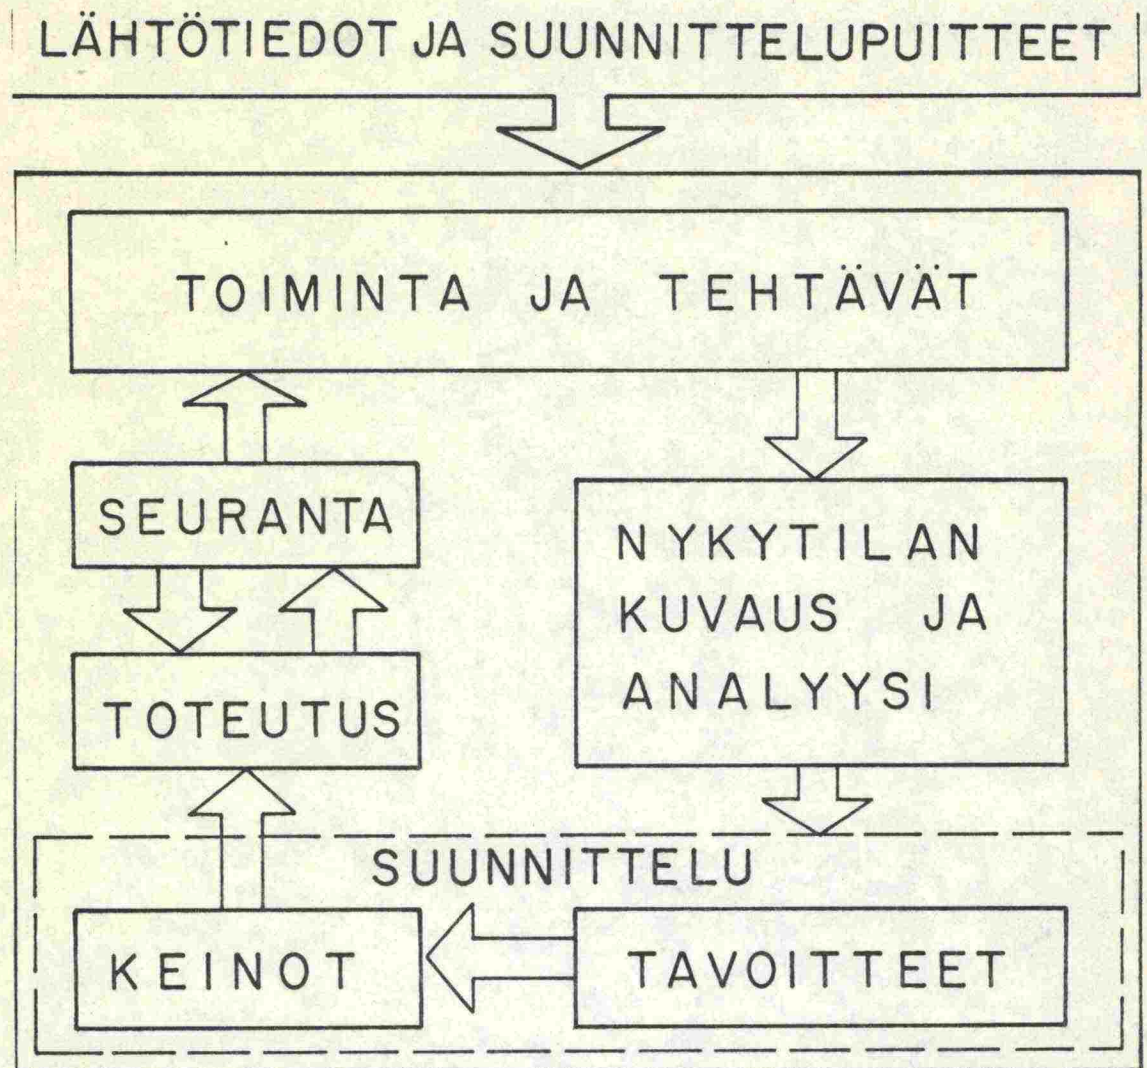 LÄHTÖTIEDOT JA SUUNNITTELUPUITTEET
TOIMINTA JA TEHTÄVÄT
SEURANTA
NYKYTILAN
KUVAUS JA
ANALYYSI
TOTEUTUS
SUUNNITTELU
KEINOT
TAVOITTEET